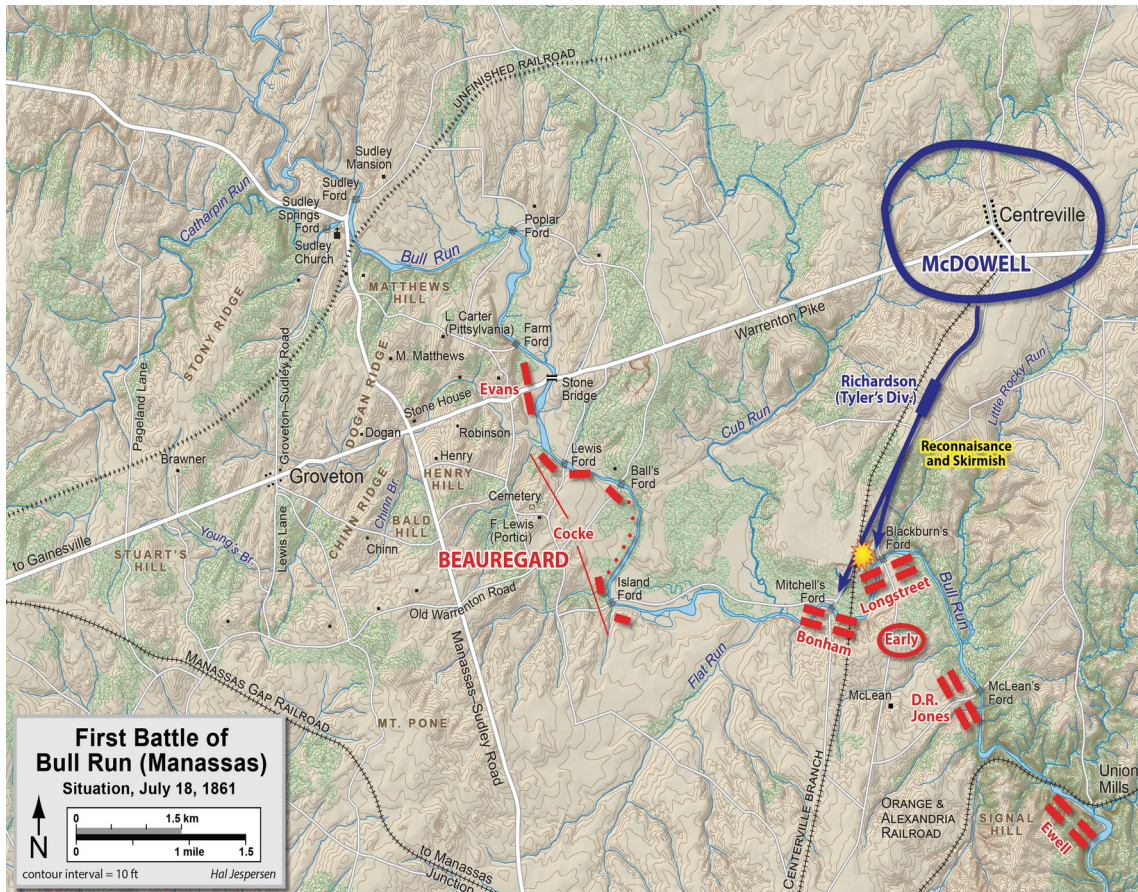 UNFINISHED RAILROAD
Sudley
Mansion
Sudley
Ford
Sudley
Springs
Ford
Sudley
Church
Catharpin Run
Bull Run
Poplar
Ford
Centreville
McDOWELL
MATTHEWS
HILL
STONY RIDGE
L. Carter
(Pittsylvania)
Farm
Ford
Warrenton Pike
M. Matthews
Pageland Lane
Groveton–Sudley Road
DOGAN RIDGE
Evans
Stone
Bridge
Stone House
Richardson
(Tyler's Div.)
Little Rocky Run
Cub Run
Dogan
Robinson
Reconnaisance
and Skirmish
Brawner
Groveton
Henry
HENRY
HILL
Lewis
Ford
Ball's
Ford
CHINN RIDGE
Chinn Br.
Cemetery
BALD
HILL
F. Lewis
(Portici)
Cocke
Blackburn's
Ford
to Gainesville
STUART'S
HILL
Young's Br.
Lewis Lane
Chinn
BEAUREGARD
Old Warrenton Road
Island
Ford
Mitchell's
Ford
Longstreet
Bull Run
Bonham
Early
Flat Run
MANASSAS GAP RAILROAD
Manassas–Sudley Road
McLean
D.R.
Jones
McLean's
Ford
MT. PONE
CENTERVILLE BRANCH
ORANGE &
ALEXANDRIA
RAILROAD
SIGNAL
HILL
Union
Mills
Ewell
to Manassas
Junction
First Battle of
Bull Run (Manassas)
Situation, July 18, 1861
N
0 1.5 km
0 1 mile 1.5
contour interval = 10 ft Hal Jespersen